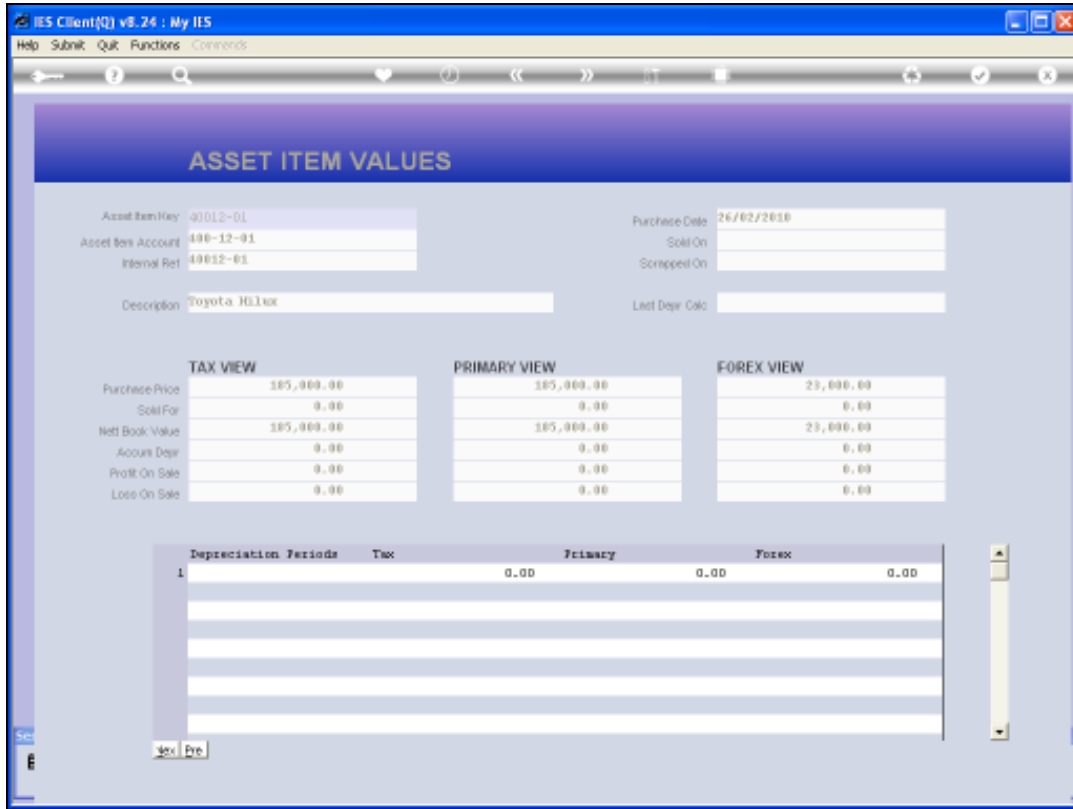 IES Client(Q) v8.24 : My IES
Help Submit Quit Functions Commands
ASSET ITEM VALUES
Asset Item Key 40012-01
Purchase Date 26/02/2010
Asset Item Account 400-12-01
Sold On
Internal Ref 40012-01
Scrapped On
Description Toyota Hilux
Last Depr Calc
TAX VIEW PRIMARY VIEW FOREX VIEW
Purchase Price 185,000.00 185,000.00 23,000.00
Sold For 0.00 0.00 0.00
Nett Book Value 185,000.00 185,000.00 23,000.00
Accum Depr 0.00 0.00 0.00
Profit On Sale 0.00 0.00 0.00
Loss On Sale 0.00 0.00 0.00
Depreciation Periods Tax Primary Forex
1 0.00 0.00 0.00
Nex Pre